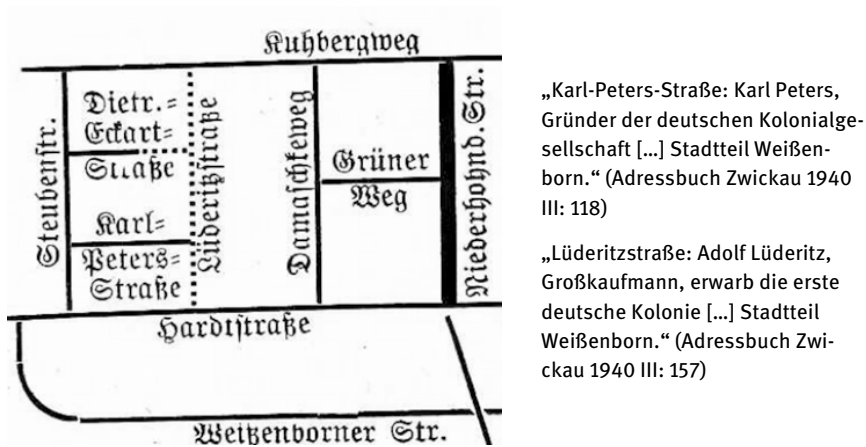 Kuhbergweg
Steubenstr.
Dietr.=
Eckart=
Straße
Lüderitzstraße
Karl=
Peters=
Straße
Damaschkeweg
Grüner
Weg
Niederhohnd. Str.
Hardtstraße
Weißenborner Str.
„Karl-Peters-Straße: Karl Peters,
Gründer der deutschen Kolonialge-
sellschaft [...] Stadtteil Weißen-
born.“ (Adressbuch Zwickau 1940
III: 118)
„Lüderitzstraße: Adolf Lüderitz,
Großkaufmann, erwarb die erste
deutsche Kolonie [...] Stadtteil
Weißenborn.“ (Adressbuch Zwi-
ckau 1940 III: 157)